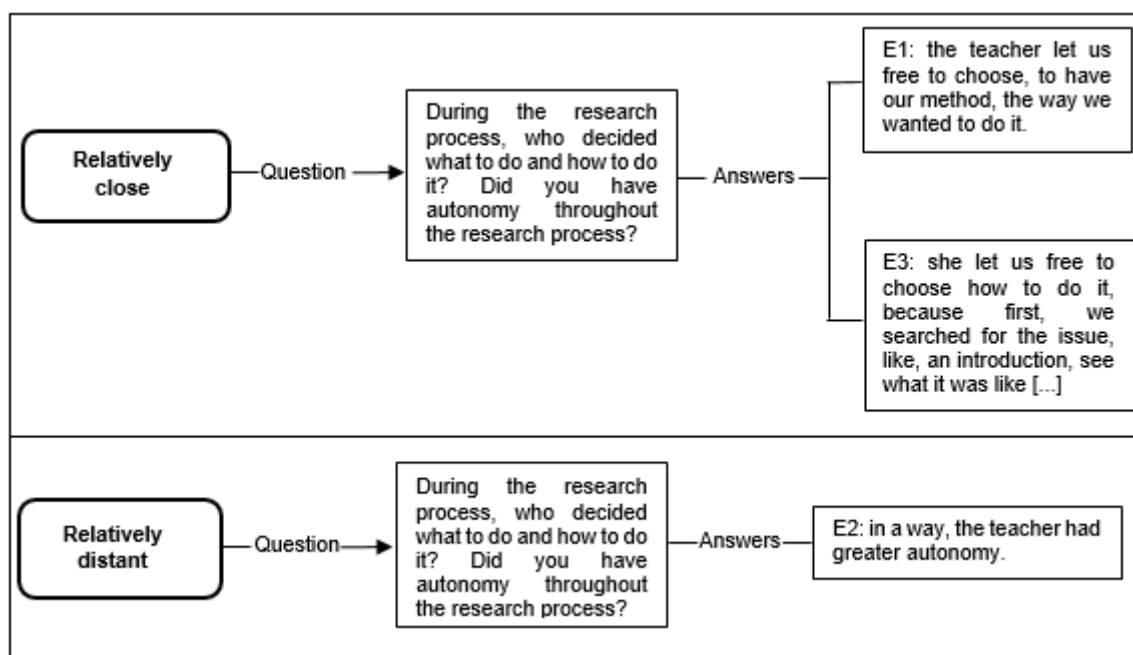 Relatively
close
Question
During the research
process, who decided
what to do and how to do
it? Did you have
autonomy throughout
the research process?
Answers
E1: the teacher let us
free to choose, to have
our method, the way we
wanted to do it.
E3: she let us free to
choose how to do it,
because first, we
searched for the issue,
like, an introduction, see
what it was like [...]
Relatively
distant
Question
During the research
process, who decided
what to do and how to do
it? Did you have
autonomy throughout
the research process?
Answers
E2: in a way, the teacher had
greater autonomy.